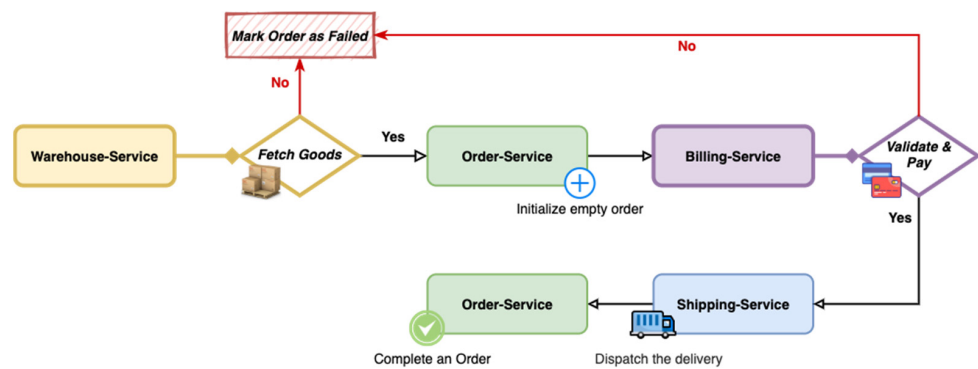 Mark Order as Failed
No
No
Warehouse-Service
Fetch Goods
Yes
Order-Service
Billing-Service
Validate &
Pay
Initialize empty order
Yes
Order-Service
Shipping-Service
Complete an Order
Dispatch the delivery